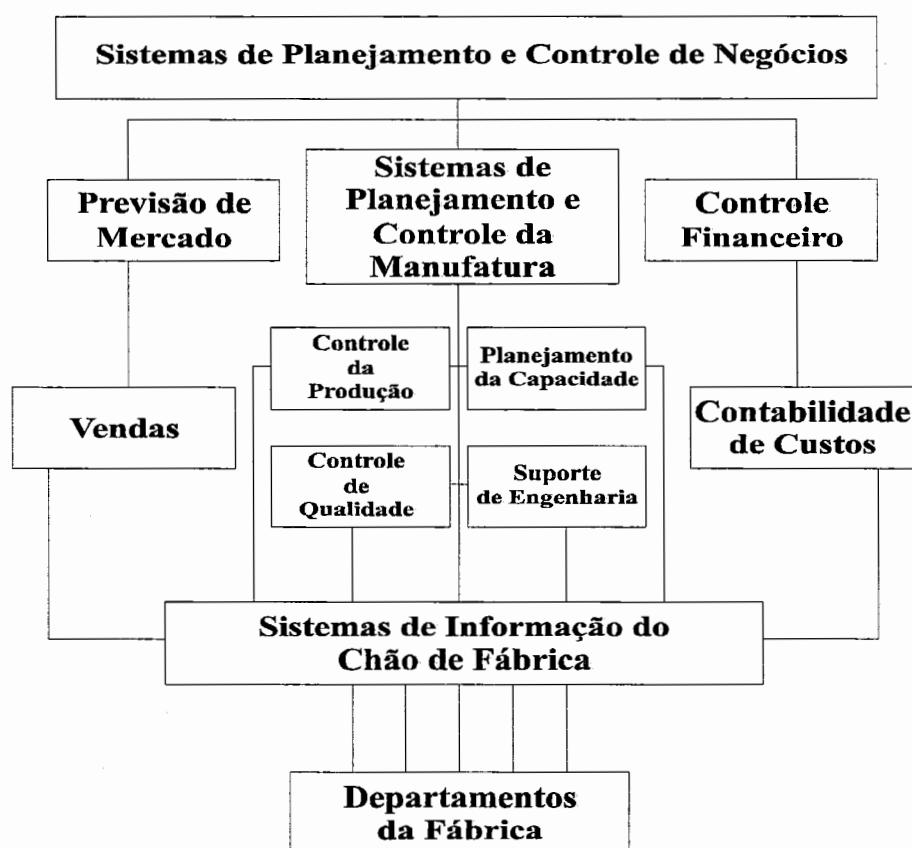 Sistemas de Planejamento e Controle de Negócios
Previsão de
Mercado
Sistemas de
Planejamento e
Controle da
Manufatura
Controle
Financeiro
Controle
da
Produção
Planejamento
da Capacidade
Vendas
Contabilidade
de Custos
Controle
de
Qualidade
Suporte
de Engenharia
Sistemas de Informação do
Chão de Fábrica
Departamentos
da Fábrica